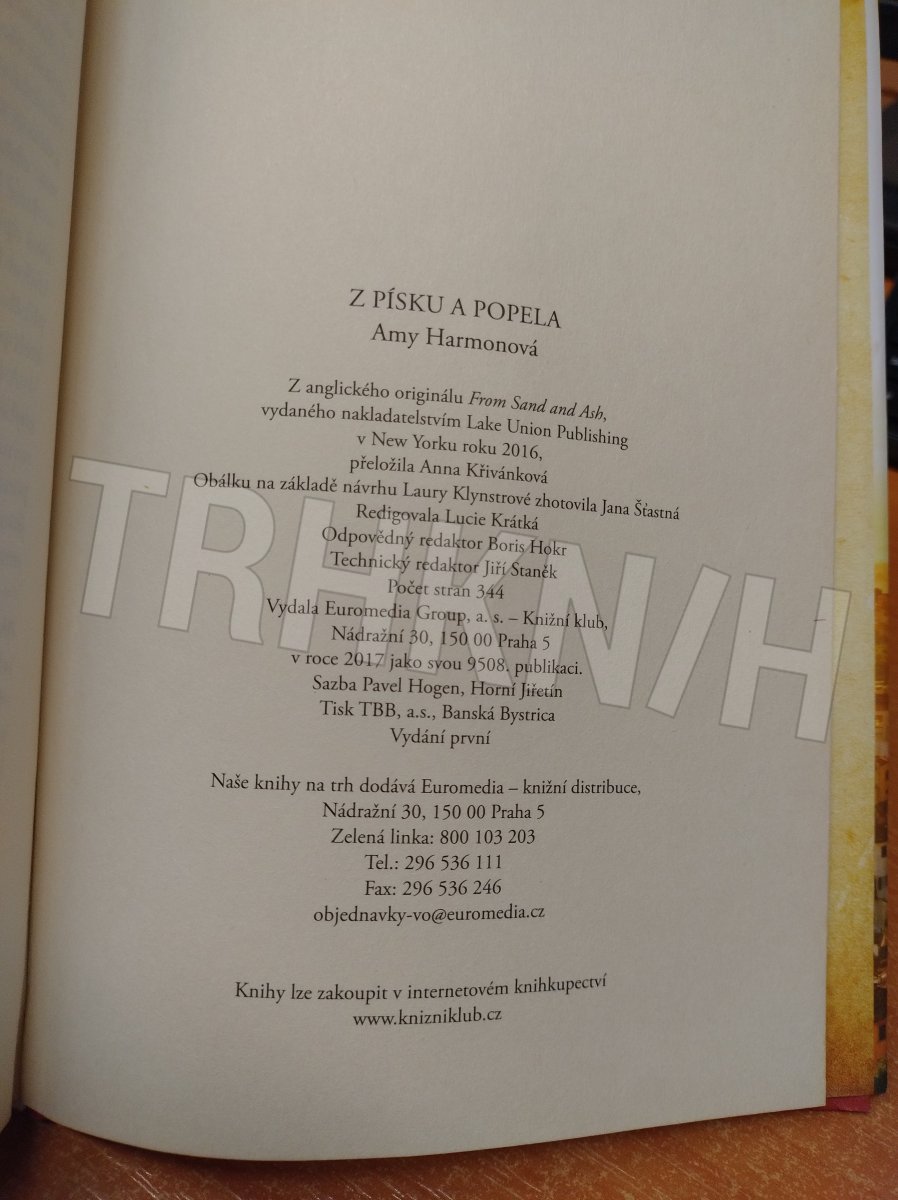 Z PÍSKU A POPELA
Amy Harmonová
Z anglického originálu From Sand and Ash,
vydaného nakladatelstvím Lake Union Publishing
v New Yorku roku 2016,
přeložila Anna Křivánková
Obálku na základě návrhu Laury Klynstrové zhotovila Jana Šťastná
Redigovala Lucie Krátká
Odpovědný redaktor Boris Hokr
Technický redaktor Jiří Staněk
Počet stran 344
Vydala Euromedia Group, a. s. – Knižní klub,
Nádražní 30, 150 00 Praha 5
v roce 2017 jako svou 9508. publikaci.
Sazba Pavel Hogen, Horní Jiřetín
Tisk TBB, a.s., Banská Bystrica
Vydání první
Naše knihy na trh dodává Euromedia – knižní distribuce,
Nádražní 30, 150 00 Praha 5
Zelená linka: 800 103 203
Tel.: 296 536 111
Fax: 296 536 246
objednavky-vo@euromedia.cz
Knihy lze zakoupit v internetovém knihkupectví
www.knizniklub.cz
TRHKN/H